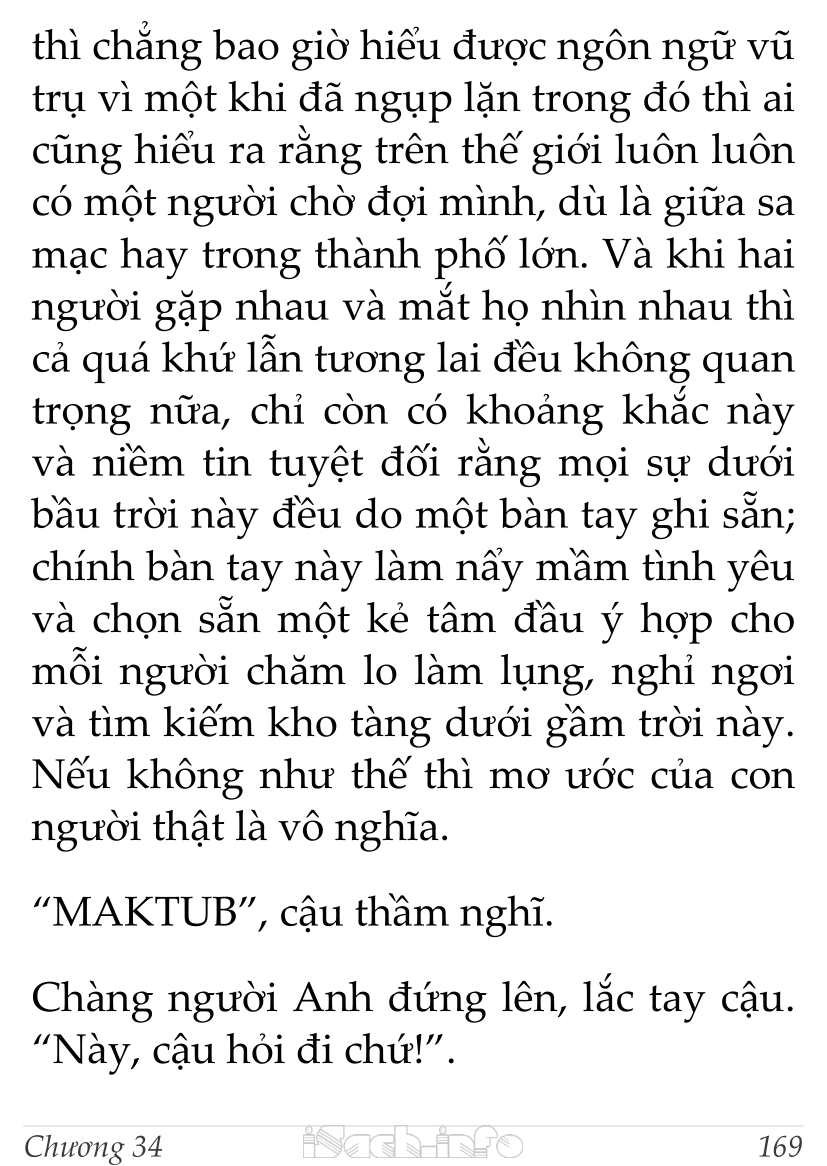 thì chẳng bao giờ hiểu được ngôn ngữ vũ
trụ vì một khi đã ngụp lặn trong đó thì ai
cũng hiểu ra rằng trên thế giới luôn luôn
có một người chờ đợi mình, dù là giữa sa
mạc hay trong thành phố lớn. Và khi hai
người gặp nhau và mắt họ nhìn nhau thì
cả quá khứ lẫn tương lai đều không quan
trọng nữa, chỉ còn có khoảng khắc này
và niềm tin tuyệt đối rằng mọi sự dưới
bầu trời này đều do một bàn tay ghi sẵn;
chính bàn tay này làm nẩy mầm tình yêu
và chọn sẵn một kẻ tâm đầu ý hợp cho
mỗi người chăm lo làm lụng, nghỉ ngơi
và tìm kiếm kho tàng dưới gầm trời này.
Nếu không như thế thì mơ ước của con
người thật là vô nghĩa.
“MAKTUB”, cậu thầm nghĩ.
Chàng người Anh đứng lên, lắc tay cậu.
“Này, cậu hỏi đi chứ!”.
Chương 34 iSach.info 169